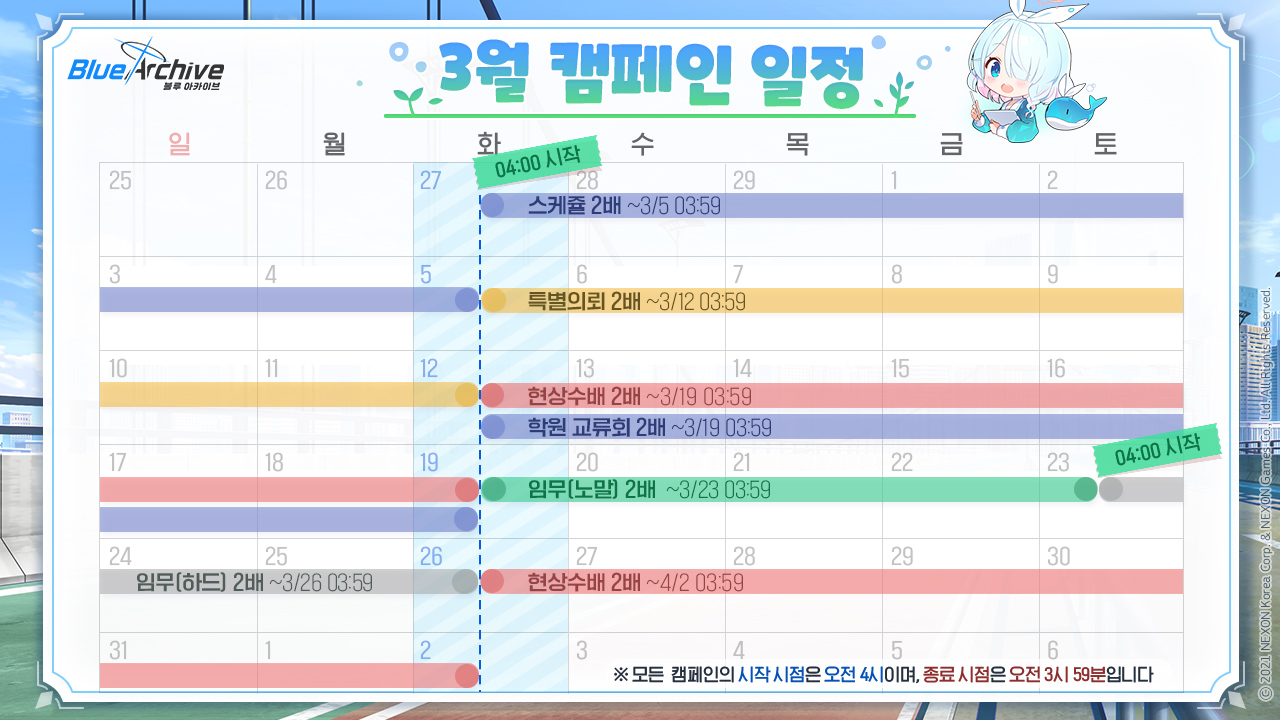 Blue Archive
블루 아카이브
3월 캠페인 일정
일 월 화 수 목 금 토
04:00 시작
25 26 27 28 29 1 2
스케줄 2배 ~3/5 03:59
3 4 5 6 7 8 9
특별의뢰 2배 ~3/12 03:59
10 11 12 13 14 15 16
현상수배 2배 ~3/19 03:59
학원 교류회 2배 ~3/19 03:59
04:00 시작
17 18 19 20 21 22 23
임무(노말) 2배 ~3/23 03:59
24 25 26 27 28 29 30
임무(하드) 2배 ~3/26 03:59 현상수배 2배 ~4/2 03:59
31 1 2 3 4 5 6
※ 모든 캠페인의 시작 시점은 오전 4시이며, 종료 시점은 오전 3시 59분입니다
ⓒ 2021 NEXON Korea Corp. & NEXON Games Co., Ltd. All Rights Reserved.